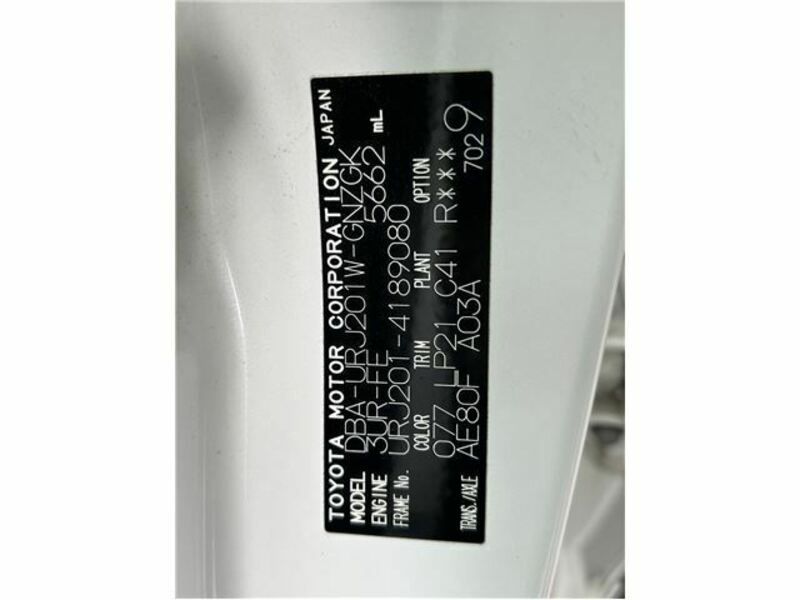 TOYOTA MOTOR CORPORATION JAPAN
MODEL DBA-URJ201W-GNZGK
ENGINE 3UR-FE 5662 mL
FRAME No. URJ201-4189080
COLOR TRIM PLANT OPTION
077 LP21 C41 R***
TRANS./AXLE AE80F A03A 7029